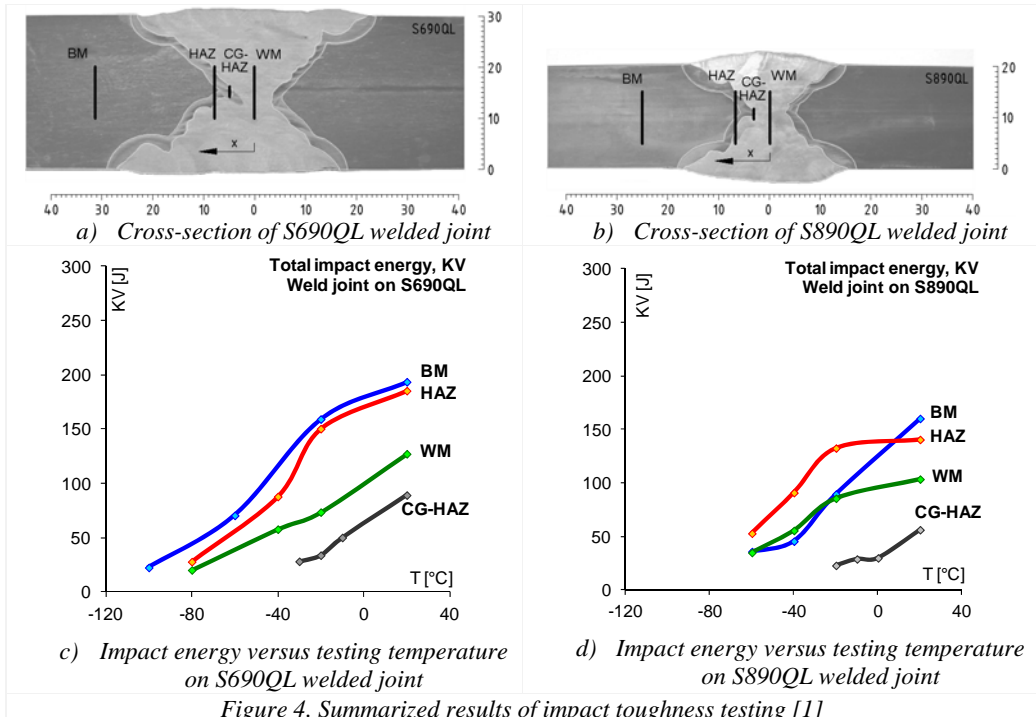 S690QL
BM
HAZ
CG-
HAZ
WM
x
20
10
0
40 30 20 10 0 10 20 30 40
a) Cross-section of S690QL welded joint
S890QL
BM
HAZ
CG-
HAZ
WM
x
20
10
0
40 30 20 10 0 10 20 30 40
b) Cross-section of S890QL welded joint
Total impact energy, KV
Weld joint on S690QL
KV [J]
300
250
200
150
100
50
0
BM
HAZ
WM
CG-HAZ
T [°C]
-120 -80 -40 0 40
c) Impact energy versus testing temperature
on S690QL welded joint
Total impact energy, KV
Weld joint on S890QL
KV [J]
300
250
200
150
100
50
0
BM
HAZ
WM
CG-HAZ
T [°C]
-120 -80 -40 0 40
d) Impact energy versus testing temperature
on S890QL welded joint
Figure 4. Summarized results of impact toughness testing [1]